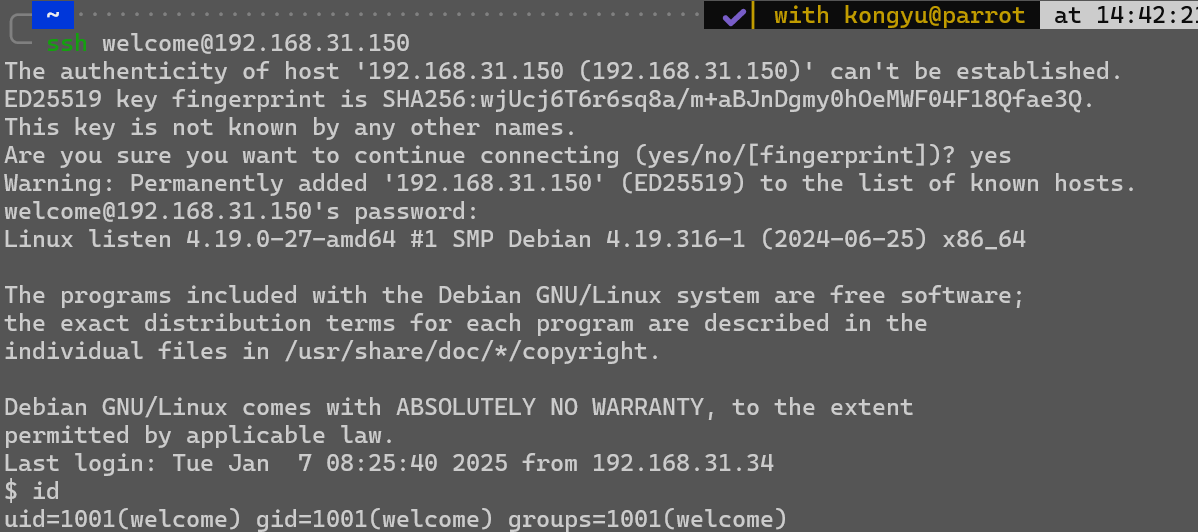 ~ with kongyu@parrot at 14:42:2
ssh welcome@192.168.31.150
The authenticity of host '192.168.31.150 (192.168.31.150)' can't be established.
ED25519 key fingerprint is SHA256:wjUcj6T6r6sq8a/m+aBJnDgmy0hOeMWF04F18Qfae3Q.
This key is not known by any other names.
Are you sure you want to continue connecting (yes/no/[fingerprint])? yes
Warning: Permanently added '192.168.31.150' (ED25519) to the list of known hosts.
welcome@192.168.31.150's password:
Linux listen 4.19.0-27-amd64 #1 SMP Debian 4.19.316-1 (2024-06-25) x86_64
The programs included with the Debian GNU/Linux system are free software;
the exact distribution terms for each program are described in the
individual files in /usr/share/doc/*/copyright.
Debian GNU/Linux comes with ABSOLUTELY NO WARRANTY, to the extent
permitted by applicable law.
Last login: Tue Jan  7 08:25:40 2025 from 192.168.31.34
$ id
uid=1001(welcome) gid=1001(welcome) groups=1001(welcome)